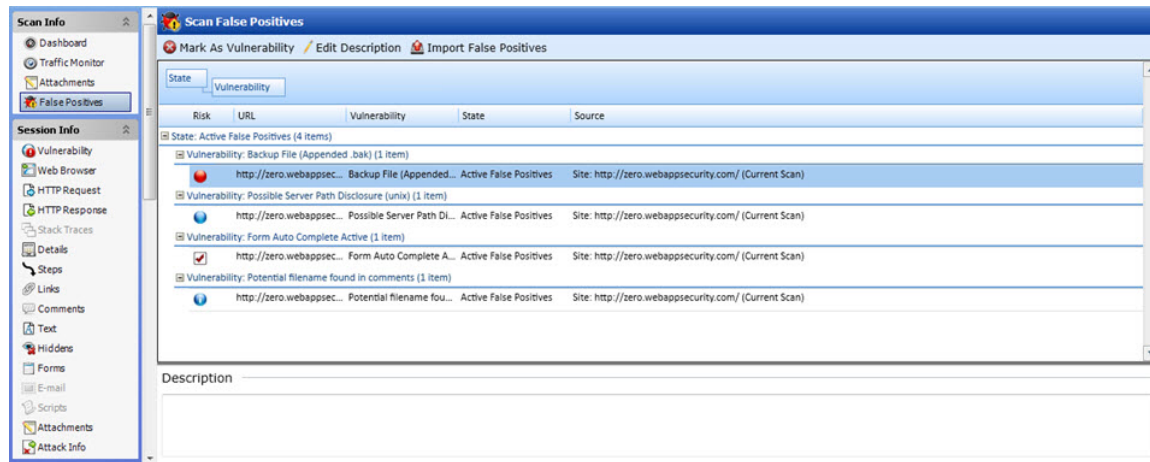 Scan Info
Dashboard
Traffic Monitor
Attachments
False Positives
Session Info
Vulnerability
Web Browser
HTTP Request
HTTP Response
Stack Traces
Details
Steps
Links
Comments
Text
Hiddens
Forms
E-mail
Scripts
Attachments
Attack Info
Scan False Positives
Mark As Vulnerability Edit Description Import False Positives
State
Vulnerability
Risk URL Vulnerability State Source
State: Active False Positives (4 items)
Vulnerability: Backup File (Appended .bak) (1 item)
http://zero.webappsec... Backup File (Appended... Active False Positives Site: http://zero.webappsecurity.com/ (Current Scan)
Vulnerability: Possible Server Path Disclosure (unix) (1 item)
http://zero.webappsec... Possible Server Path Di... Active False Positives Site: http://zero.webappsecurity.com/ (Current Scan)
Vulnerability: Form Auto Complete Active (1 item)
http://zero.webappsec... Form Auto Complete A... Active False Positives Site: http://zero.webappsecurity.com/ (Current Scan)
Vulnerability: Potential filename found in comments (1 item)
http://zero.webappsec... Potential filename fou... Active False Positives Site: http://zero.webappsecurity.com/ (Current Scan)
Description